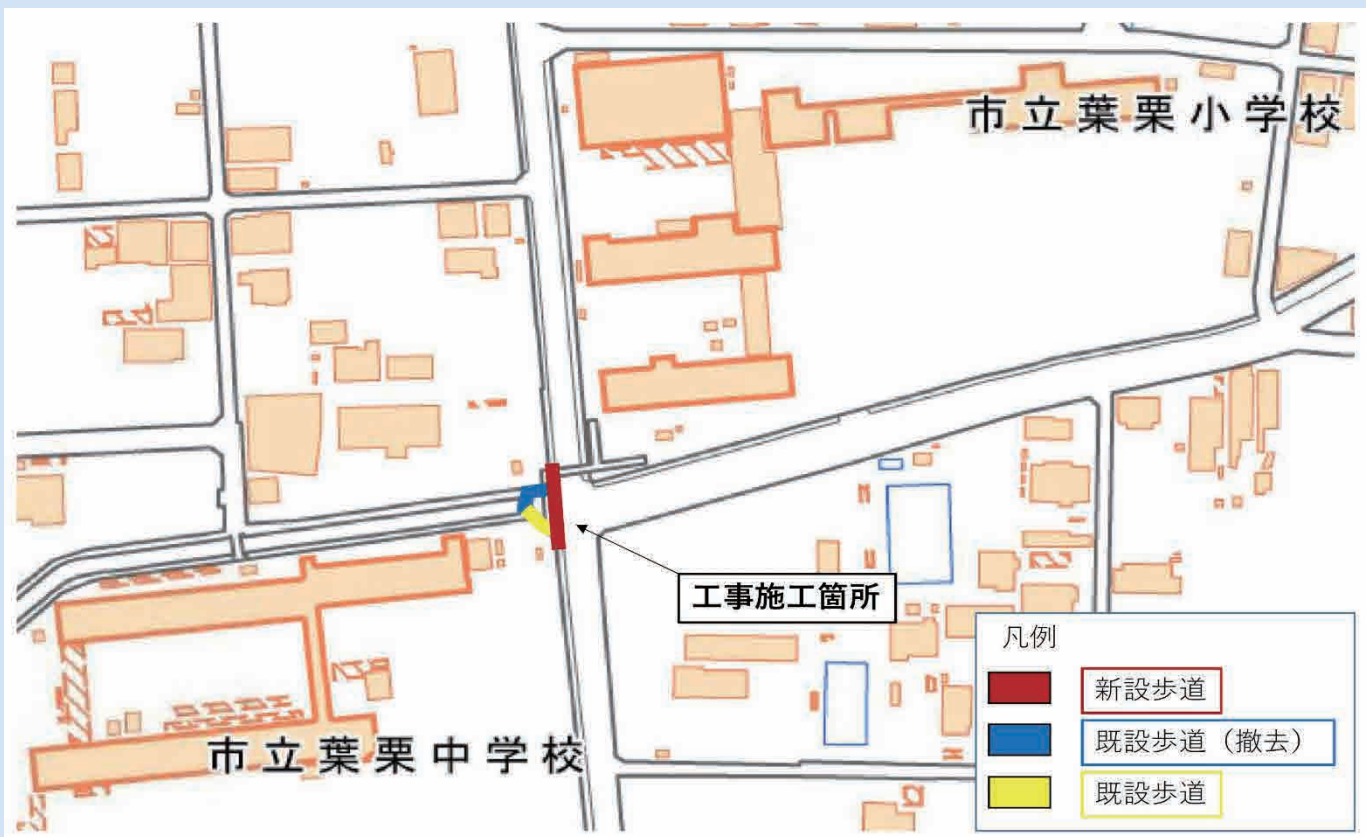 市立葉栗小学校
工事施工箇所
市立葉栗中学校
凡例
新設歩道
既設歩道（撤去）
既設歩道